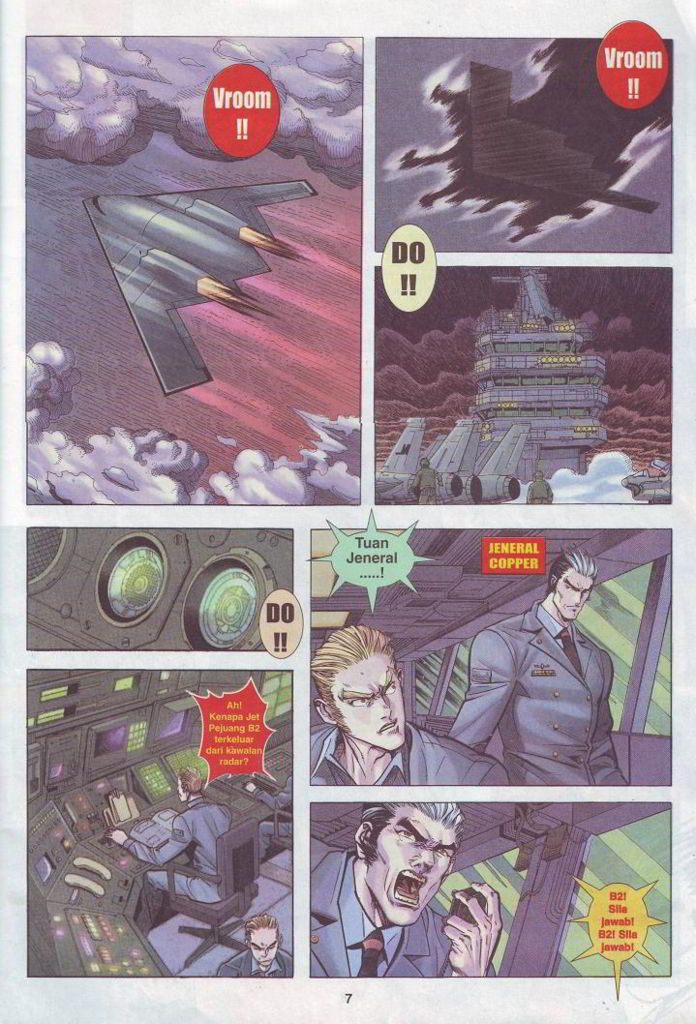 Vroom
!!
Vroom
!!
DO
!!
DO
!!
Ah!
Kenapa Jet
Pejuang B2
terkeluar
dari kawalan
radar?
Tuan
Jeneral
.....!
JENERAL
COPPER
B2!
Sila
jawab!
B2! Sila
jawab!
7